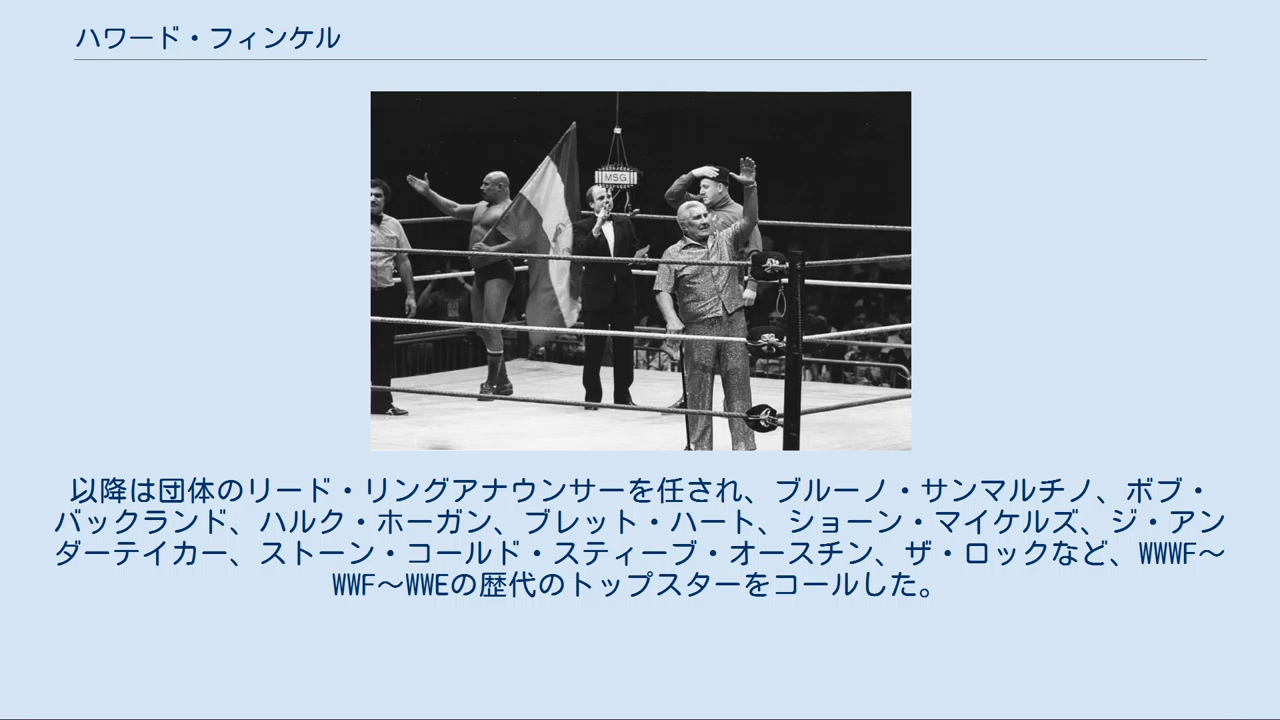 ハワード・フィンケル
MSG
以降は団体のリード・リングアナウンサーを任され、ブルーノ・サンマルチノ、ボブ・
バックランド、ハルク・ホーガン、ブレット・ハート、ショーン・マイケルズ、ジ・アン
ダーテイカー、ストーン・コールド・スティーブ・オースチン、ザ・ロックなど、WWWF～
WWF～WWEの歴代のトップスターをコールした。